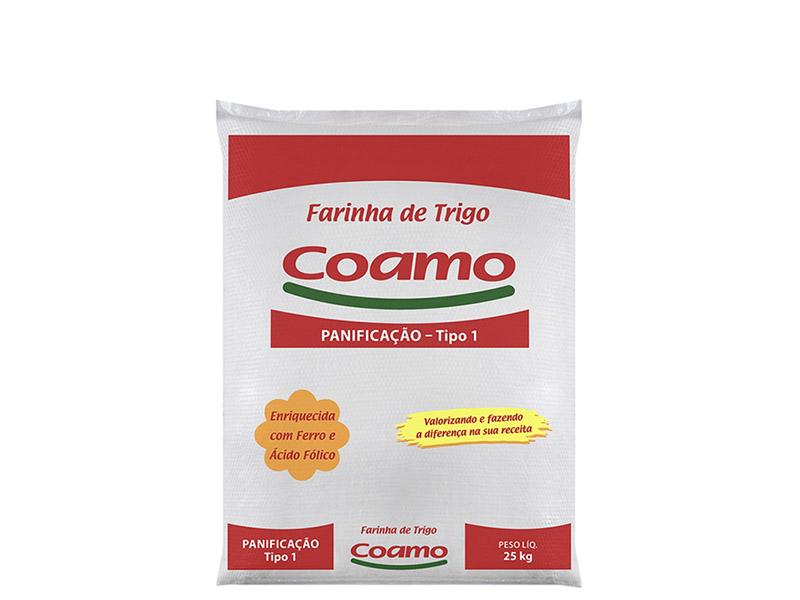 Farinha de Trigo
Coamo
PANIFICAÇÃO – Tipo 1
Enriquecida
com Ferro e
Ácido Fólico
Valorizando e fazendo
a diferença na sua receita
PANIFICAÇÃO
Tipo 1
Farinha de Trigo
Coamo
PESO LÍQ.
25 kg